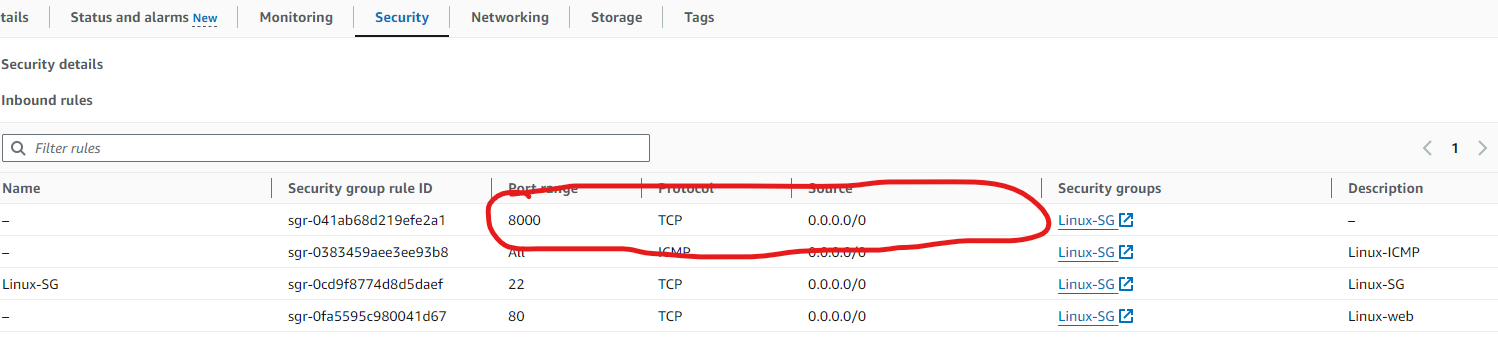 tails Status and alarms New Monitoring Security Networking Storage Tags
Security details
Inbound rules
Filter rules 1
Name Security group rule ID Port range Protocol Source Security groups Description
– sgr-041ab68d219efe2a1 8000 TCP 0.0.0.0/0 Linux-SG –
– sgr-0383459aee3ee93b8 All ICMP 0.0.0.0/0 Linux-SG Linux-ICMP
Linux-SG sgr-0cd9f8774d8d5daef 22 TCP 0.0.0.0/0 Linux-SG Linux-SG
– sgr-0fa5595c980041d67 80 TCP 0.0.0.0/0 Linux-SG Linux-web